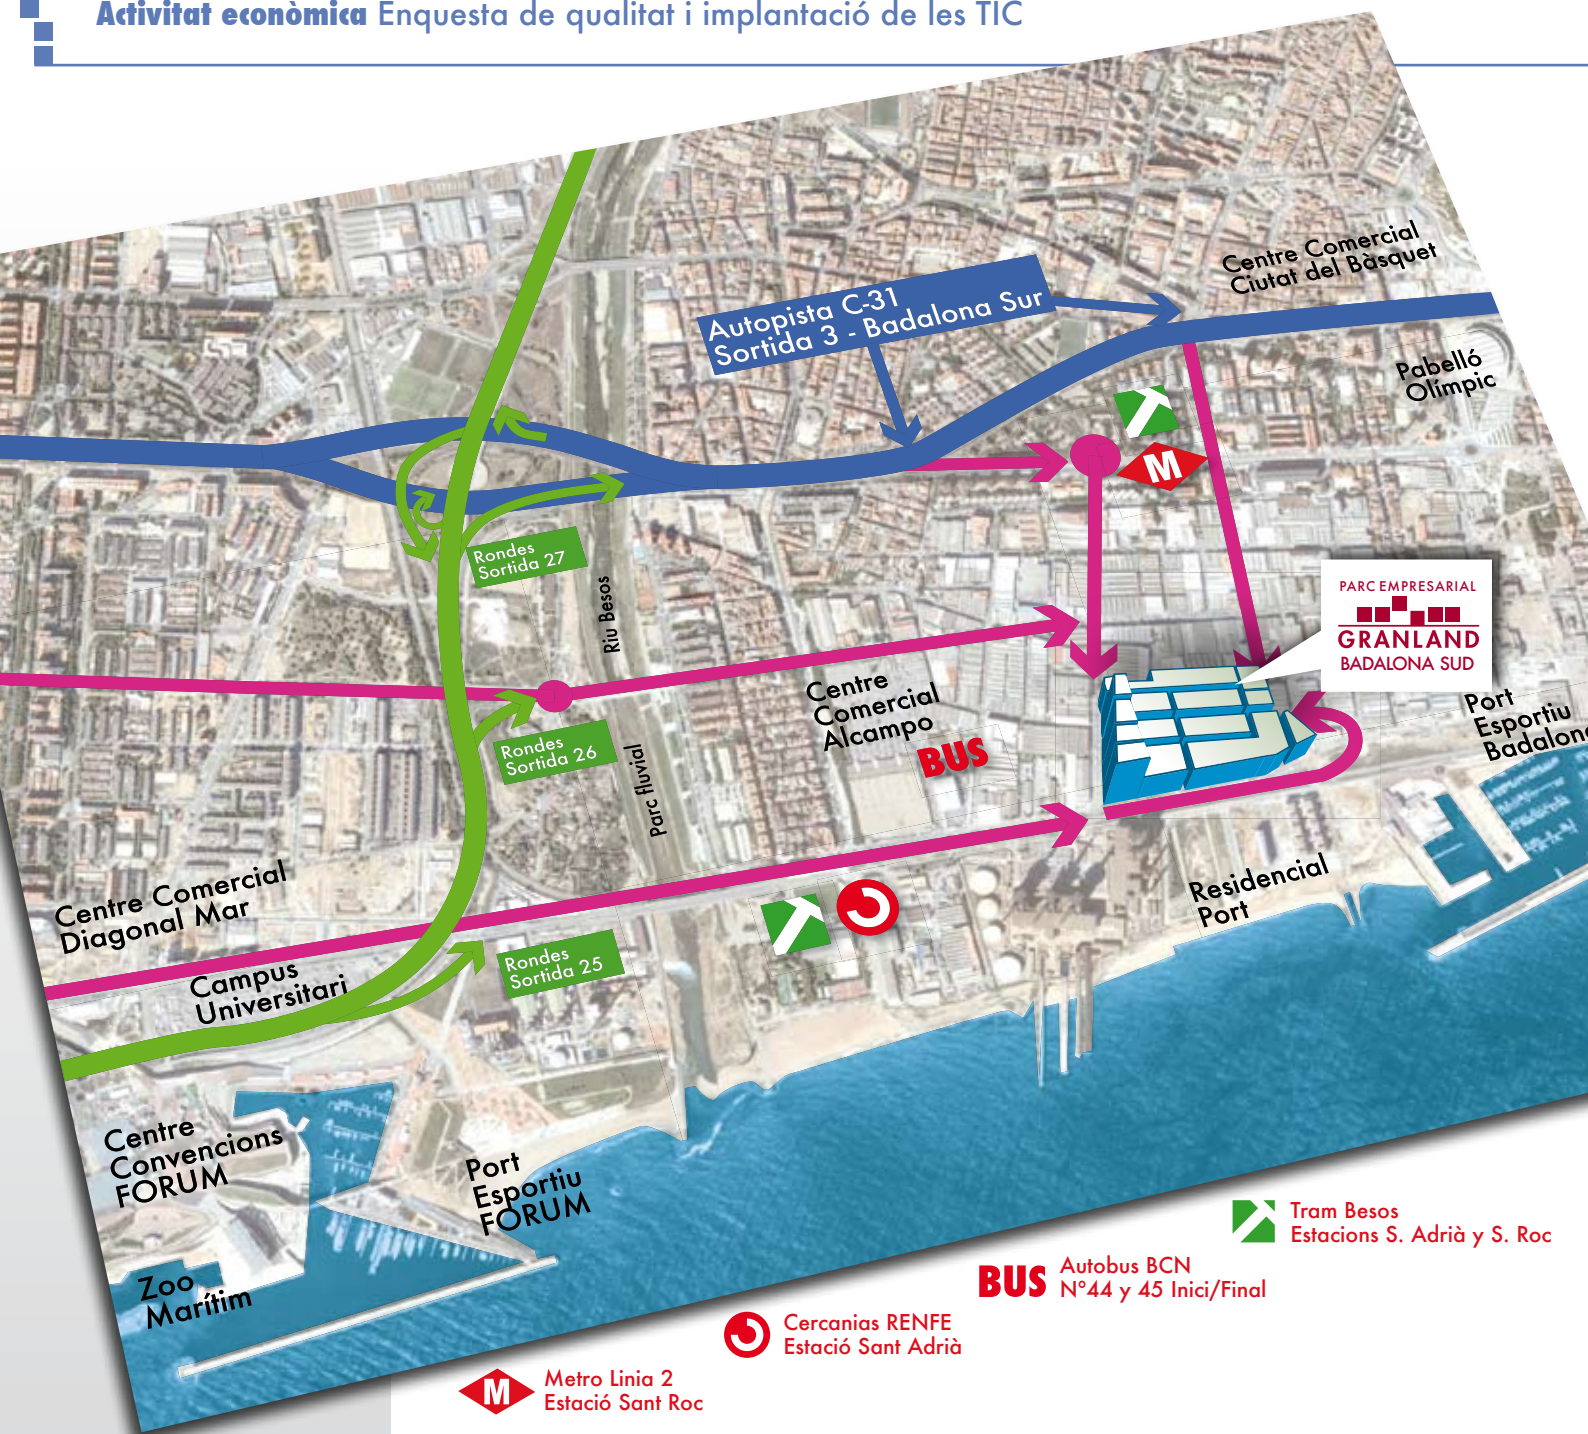 Activitat econòmica Enquesta de qualitat i implantació de les TIC
Centre Comercial
Ciutat del Bàsquet
Autopista C-31
Sortida 3 - Badalona Sur
Pabelló
Olímpic
M
Rondes
Sortida 27
Riu Besos
PARC EMPRESARIAL
GRANLAND
BADALONA SUD
Centre
Comercial
Alcampo
BUS
Port
Esportiu
Badalona
Rondes
Sortida 26
Parc Fluvial
Centre Comercial
Diagonal Mar
Residencial
Port
Campus
Universitari
Rondes
Sortida 25
Centre
Convencions
FORUM
Port
Esportiu
FORUM
Zoo
Marítim
Tram Besos
Estacions S. Adrià y S. Roc
BUS Autobus BCN
Nº44 y 45 Inici/Final
Cercanias RENFE
Estació Sant Adrià
M Metro Linia 2
Estació Sant Roc